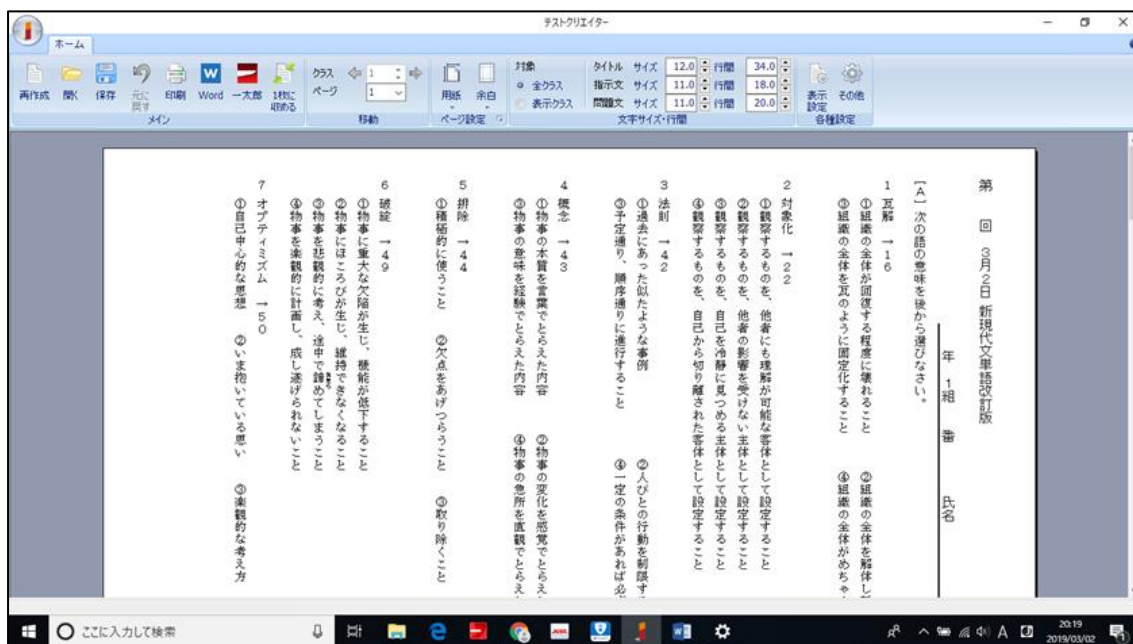 テストクリエイター
ホーム
再作成
開く
保存
元に戻す
印刷
Word
一太郎
1枚に収める
メイン
クラス 1
ページ 1
移動
用紙
余白
ページ設定
対象
全クラス
表示クラス
タイトル サイズ 12.0 行間 34.0
指示文 サイズ 11.0 行間 18.0
問題文 サイズ 11.0 行間 20.0
文字サイズ・行間
表示設定
その他
各種設定
第 回 3月2日 新現代文単語改訂版
年 1組 番 氏名
[A] 次の語の意味を後から選びなさい。
1 瓦解 →16
①組織の全体が回復する程度に壊れること ②組織の全体を解体し
③組織の全体を瓦のように固定化すること ④組織の全体がめちゃ
2 対象化 →22
①観察するものを、他者にも理解が可能な客体として設定すること
②観察するものを、他者の影響を受けない主体として設定すること
③観察するものを、自己を冷静に見つめる主体として設定すること
④観察するものを、自己から切り離された客体として設定すること
3 法則 →42
①過去にあった似たような事例 ②人びとの行動を制限す
③予定通り、順序通りに進行すること ④一定の条件があれば必
4 概念 →43
①物事の本質を言葉でとらえた内容 ②物事の変化を感覚でとらえ
③物事の意味を経験でとらえた内容 ④物事の急所を直観でとらえ
5 排除 →44
①積極的に使うこと ②欠点をあげつらうこと ③取り除くこと
6 破綻 →49
①物事に重大な欠陥が生じ、機能が低下すること
②物事にほころびが生じ、維持できなくなること
③物事を悲観的に考え、途中で諦めてしまうこと
④物事を楽観的に計画し、成し遂げられないこと
7 オプティミズム →50
①自己中心的な思想 ②いま抱いている思い ③楽観的な考え方
ここに入力して検索
A
20:19
2019/03/02